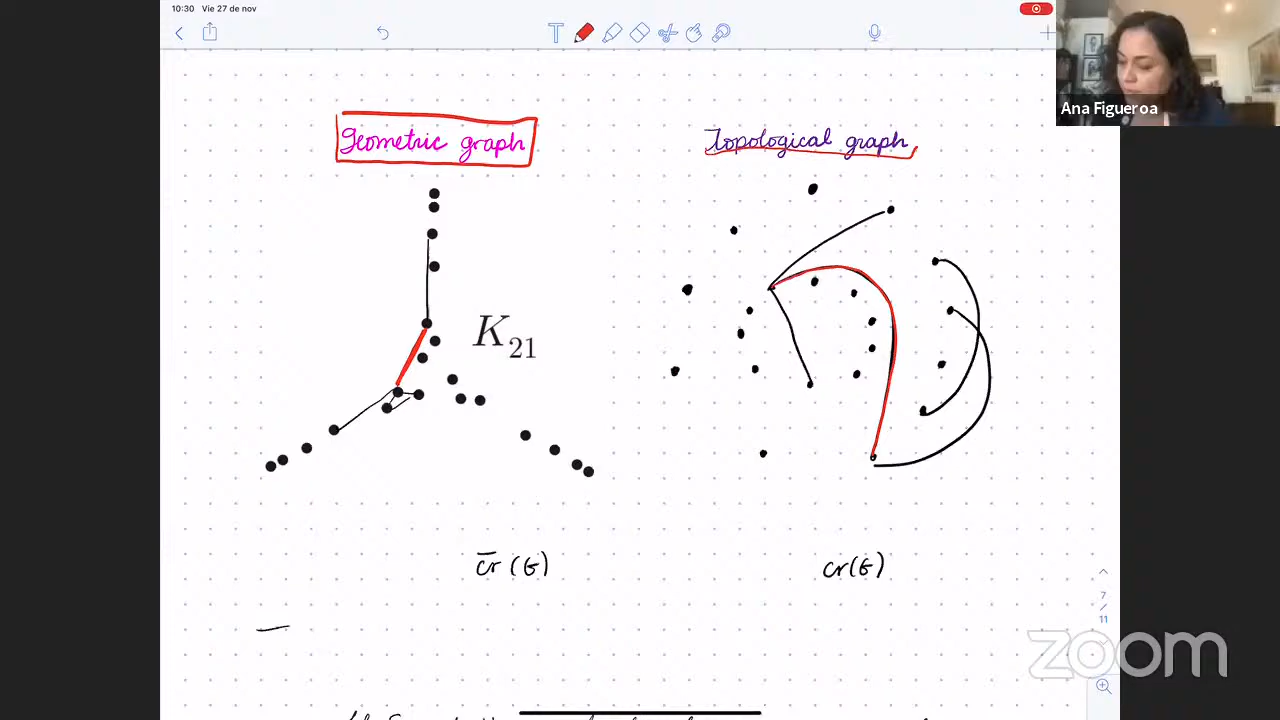 10:30 Vie 27 de nov
Ana Figueroa
Geometric graph
Topological graph
K21
c̅r̅ (G)
cr(G)
7
/
11
zoom